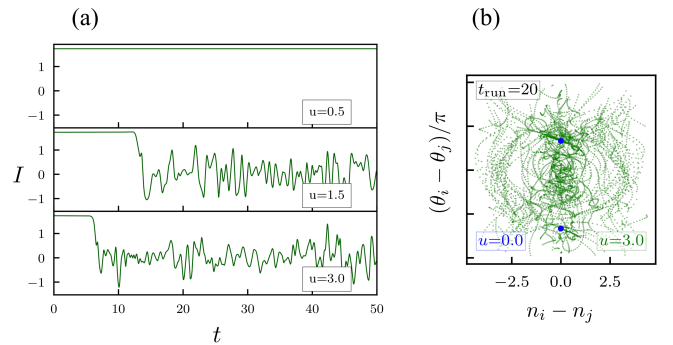 (a)
1
0
−1
u=0.5
1
0
−1
u=1.5
I
1
0
−1
u=3.0
0 10 20 30 40 50
t
(b)
t_run=20
(θ_i − θ_j)/π
u=0.0
u=3.0
−2.5 0.0 2.5
n_i − n_j